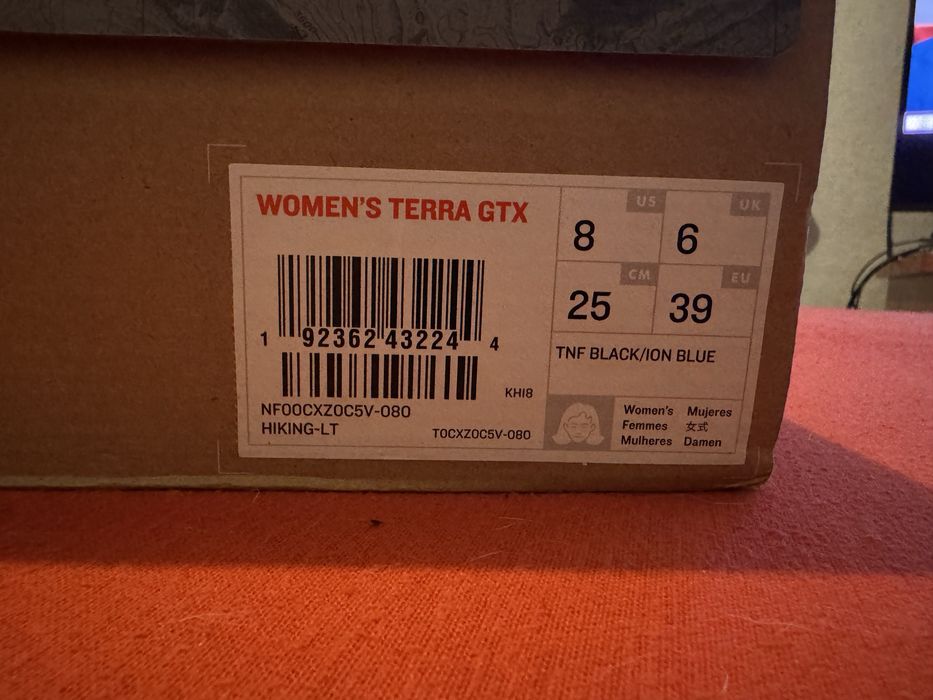 WOMEN'S TERRA GTX
1 92362 43224 4
KHI8
NF00CXZ0C5V-080
HIKING-LT
T0CXZ0C5V-080
US
8
UK
6
CM
25
EU
39
TNF BLACK/ION BLUE
Women's Mujeres
Femmes 女式
Mulheres Damen